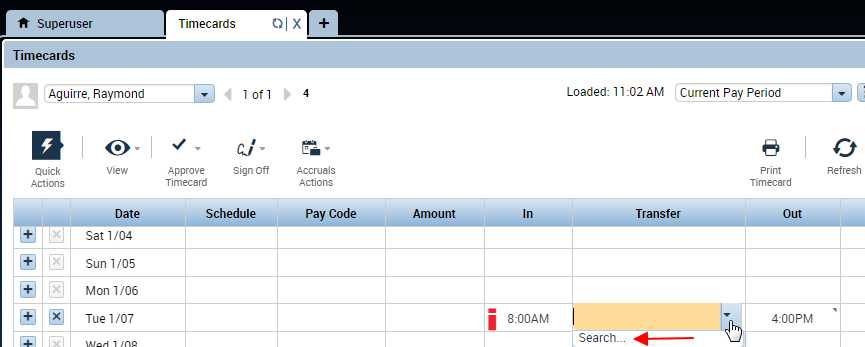 Superuser Timecards X +
Timecards
Aguirre, Raymond 1 of 1 4 Loaded: 11:02 AM Current Pay Period
Quick Actions View Approve Timecard Sign Off Accruals Actions Print Timecard Refresh
Date Schedule Pay Code Amount In Transfer Out
Sat 1/04
Sun 1/05
Mon 1/06
Tue 1/07 8:00AM 4:00PM
Search...
Wed 1/08